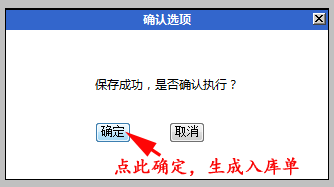 确认选项
保存成功，是否确认执行？
确定 取消
点此确定，生成入库单